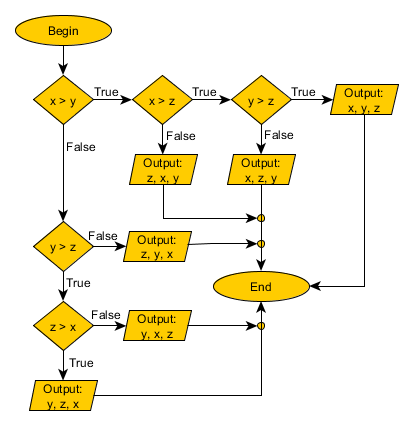 Begin
x > y
True
x > z
True
y > z
True
Output:
x, y, z
False
False
False
Output:
z, x, y
Output:
x, z, y
y > z
False
Output:
z, y, x
True
End
z > x
False
Output:
y, x, z
True
Output:
y, z, x